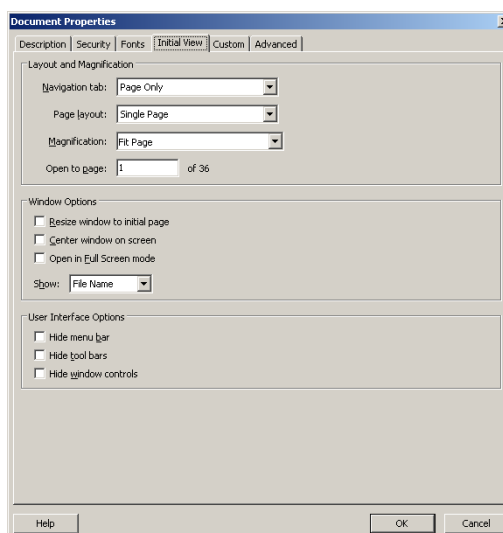 Document Properties
Description Security Fonts Initial View Custom Advanced
Layout and Magnification
Navigation tab: Page Only
Page layout: Single Page
Magnification: Fit Page
Open to page: 1 of 36
Window Options
Resize window to initial page
Center window on screen
Open in Full Screen mode
Show: File Name
User Interface Options
Hide menu bar
Hide tool bars
Hide window controls
Help OK Cancel